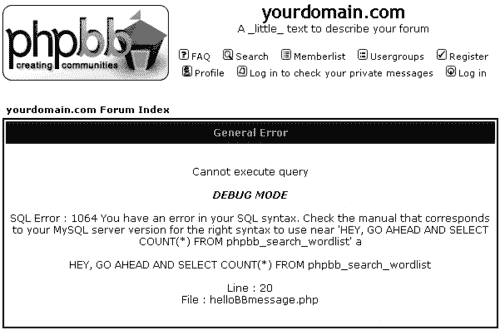 phpBB
creating communities
yourdomain.com
A _little_ text to describe your forum
FAQ Search Memberlist Usergroups Register
Profile Log in to check your private messages Log in
yourdomain.com Forum Index
General Error
Cannot execute query
DEBUG MODE
SQL Error : 1064 You have an error in your SQL syntax. Check the manual that corresponds
to your MySQL server version for the right syntax to use near 'HEY, GO AHEAD AND SELECT
COUNT(*) FROM phpbb_search_wordlist' a
HEY, GO AHEAD AND SELECT COUNT(*) FROM phpbb_search_wordlist
Line : 20
File : helloBBmessage.php